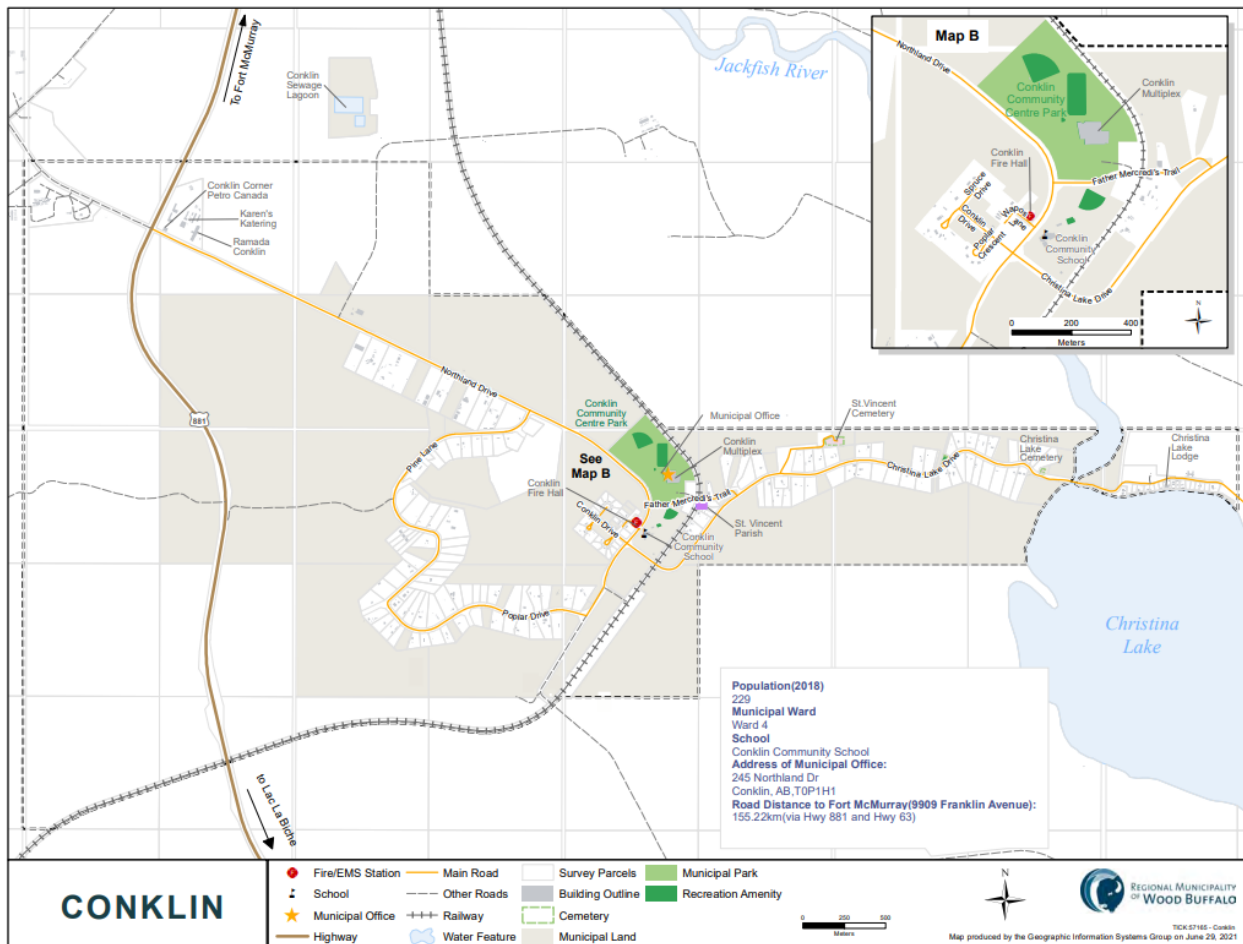 To Fort McMurray
Conklin
Sewage
Lagoon
Jackfish River
Map B
Northland Drive
Conklin
Community
Centre Park
Conklin
Multiplex
Conklin
Fire Hall
Father Mercredi's Trail
Spruce
Drive
Conklin
Drive
Wapos
Lane
Poplar
Crescent
Conklin
Community
School
Christina Lake Drive
0 200 400
Meters
N
Conklin Corner
Petro Canada
Karen's
Katering
Ramada
Conklin
881
Northland Drive
Pine Lane
Conklin
Community
Centre Park
Municipal Office
Conklin
Multiplex
See
Map B
Conklin
Fire Hall
Father Mercredi's Trail
Conklin Drive
Conklin
Community
School
St. Vincent
Parish
St.Vincent
Cemetery
Christina Lake Drive
Christina
Lake
Cemetery
Christina
Lake
Lodge
Poplar Drive
Christina
Lake
to Lac La Biche
Population(2018)
229
Municipal Ward
Ward 4
School
Conklin Community School
Address of Municipal Office:
245 Northland Dr
Conklin, AB,T0P1H1
Road Distance to Fort McMurray(9909 Franklin Avenue):
155.22km(via Hwy 881 and Hwy 63)
CONKLIN
Fire/EMS Station
School
Municipal Office
Highway
Main Road
Other Roads
Railway
Water Feature
Survey Parcels
Building Outline
Cemetery
Municipal Land
Municipal Park
Recreation Amenity
0 250 500
Meters
N
REGIONAL MUNICIPALITY
OF WOOD BUFFALO
TICK 57165 - Conklin
Map produced by the Geographic Information Systems Group on June 29, 2021